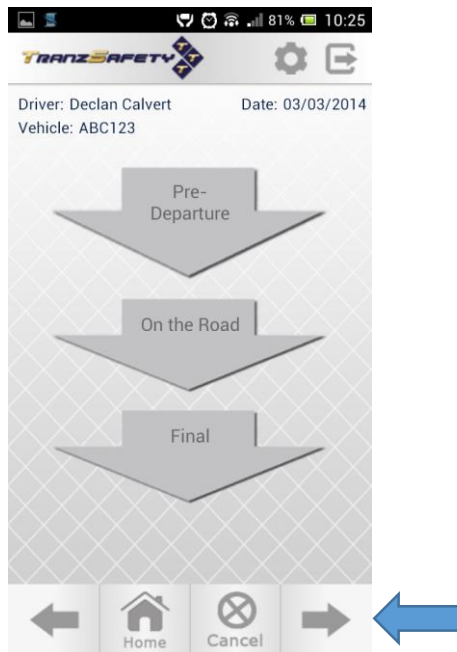 81% 10:25
TRANZSAFETY TTTT
Driver: Declan Calvert Date: 03/03/2014
Vehicle: ABC123
Pre-
Departure
On the Road
Final
Home Cancel